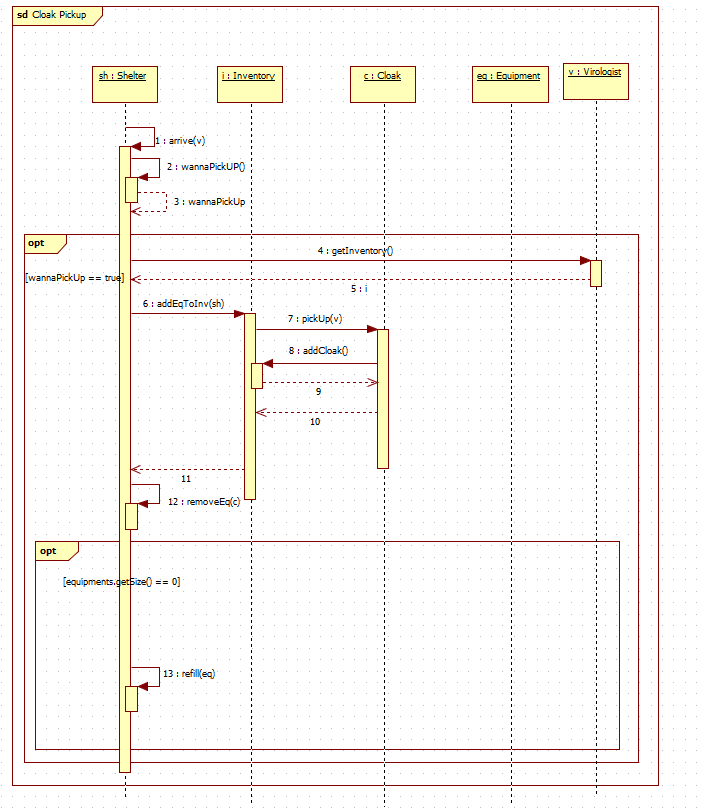 sd Cloak Pickup
sh : Shelter
i : Inventory
c : Cloak
eq : Equipment
v : Virologist
1 : arrive(v)
2 : wannaPickUP()
3 : wannaPickUp
opt
4 : getInventory()
[wannaPickUp == true]
5 : i
6 : addEqToInv(sh)
7 : pickUp(v)
8 : addCloak()
9
10
11
12 : removeEq(c)
opt
[equipments.getSize() == 0]
13 : refill(eq)